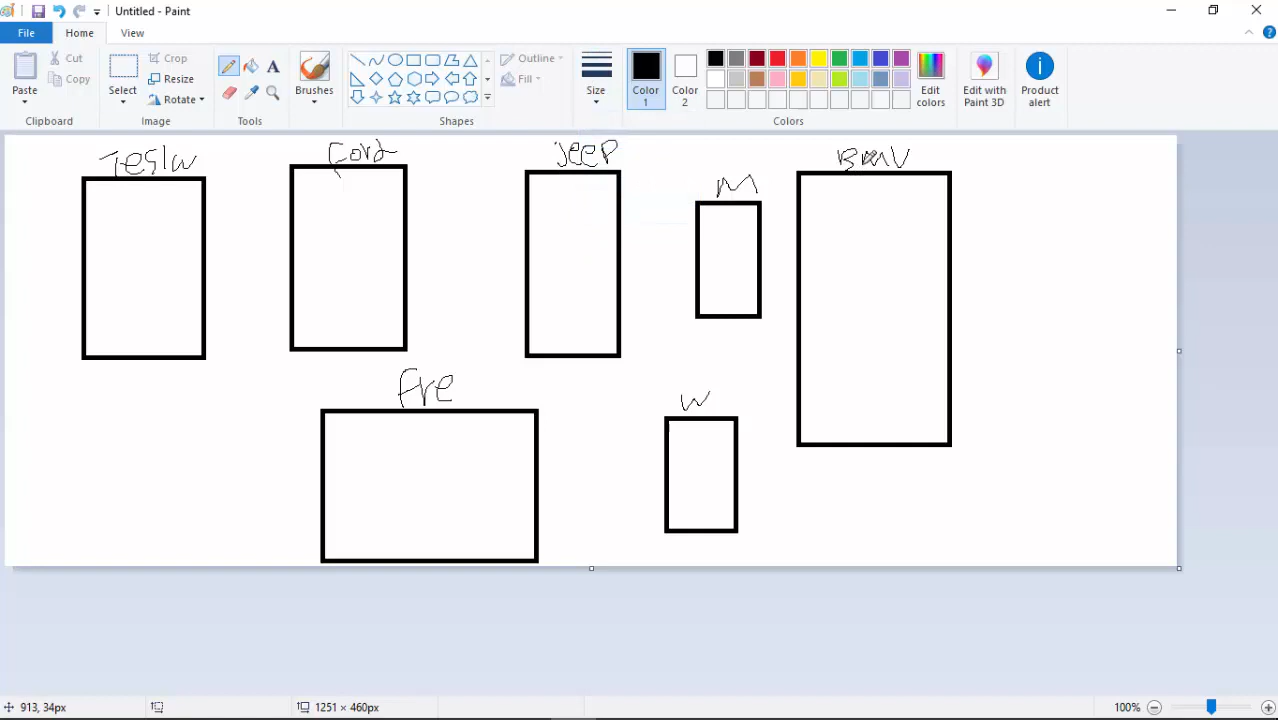 Untitled - Paint
File Home View
Paste
Cut
Copy
Clipboard
Select
Crop
Resize
Rotate
Image
Tools
Brushes
Shapes
Outline
Fill
Size
Color 1
Color 2
Colors
Edit colors
Edit with Paint 3D
Product alert
Ford
JEEP
M
Fre
W
913, 34px
1251 × 460px
100%